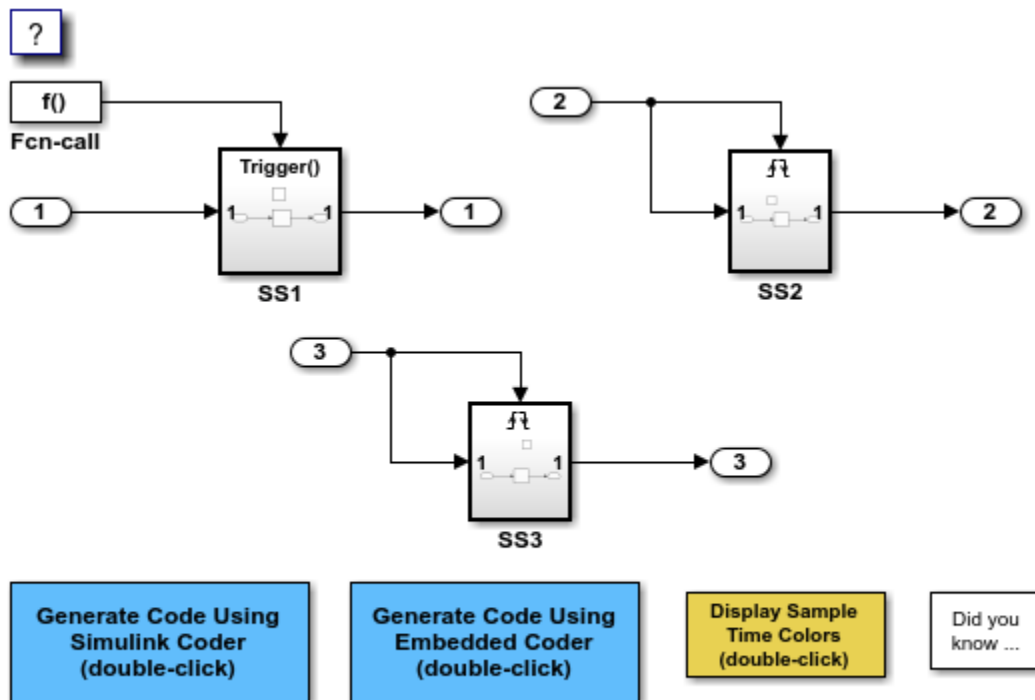 ?
f()
Fcn-call
Trigger()
1
1
1
1
SS1
2
1
1
2
SS2
3
1
1
3
SS3
Generate Code Using
Simulink Coder
(double-click)
Generate Code Using
Embedded Coder
(double-click)
Display Sample
Time Colors
(double-click)
Did you
know ...